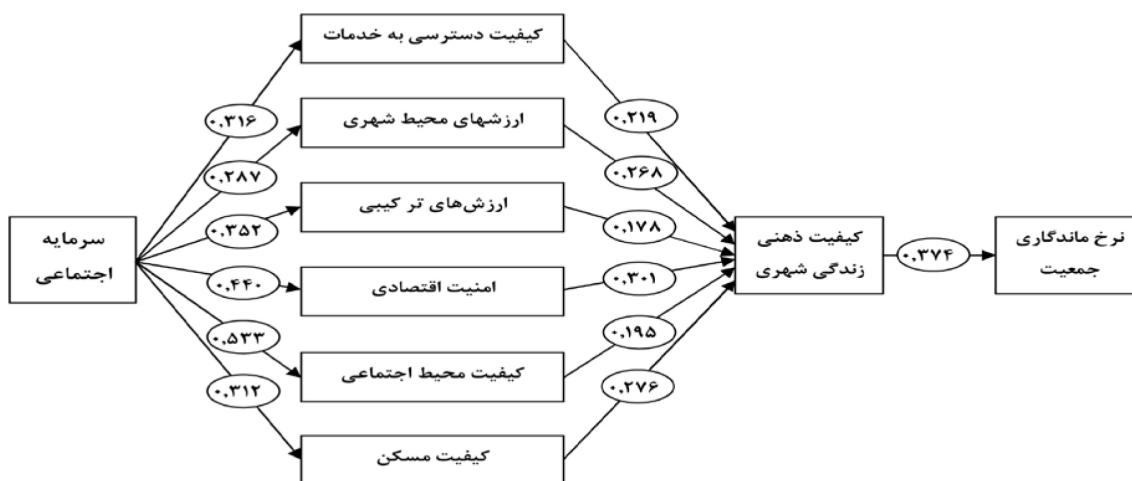 کیفیت دسترسی به خدمات
ارزشهای محیط شهری
ارزش‌های ترکیبی
امنیت اقتصادی
کیفیت محیط اجتماعی
کیفیت مسکن
سرمایه
اجتماعی
۰,۳۱۶
۰,۲۸۷
۰,۳۵۲
۰,۴۴۰
۰,۵۳۳
۰,۳۱۲
۰,۲۱۹
۰,۲۶۸
۰,۱۷۸
۰,۳۰۱
۰,۱۹۵
۰,۲۷۶
کیفیت ذهنی
زندگی شهری
۰,۳۷۴
نرخ ماندگاری
جمعیت